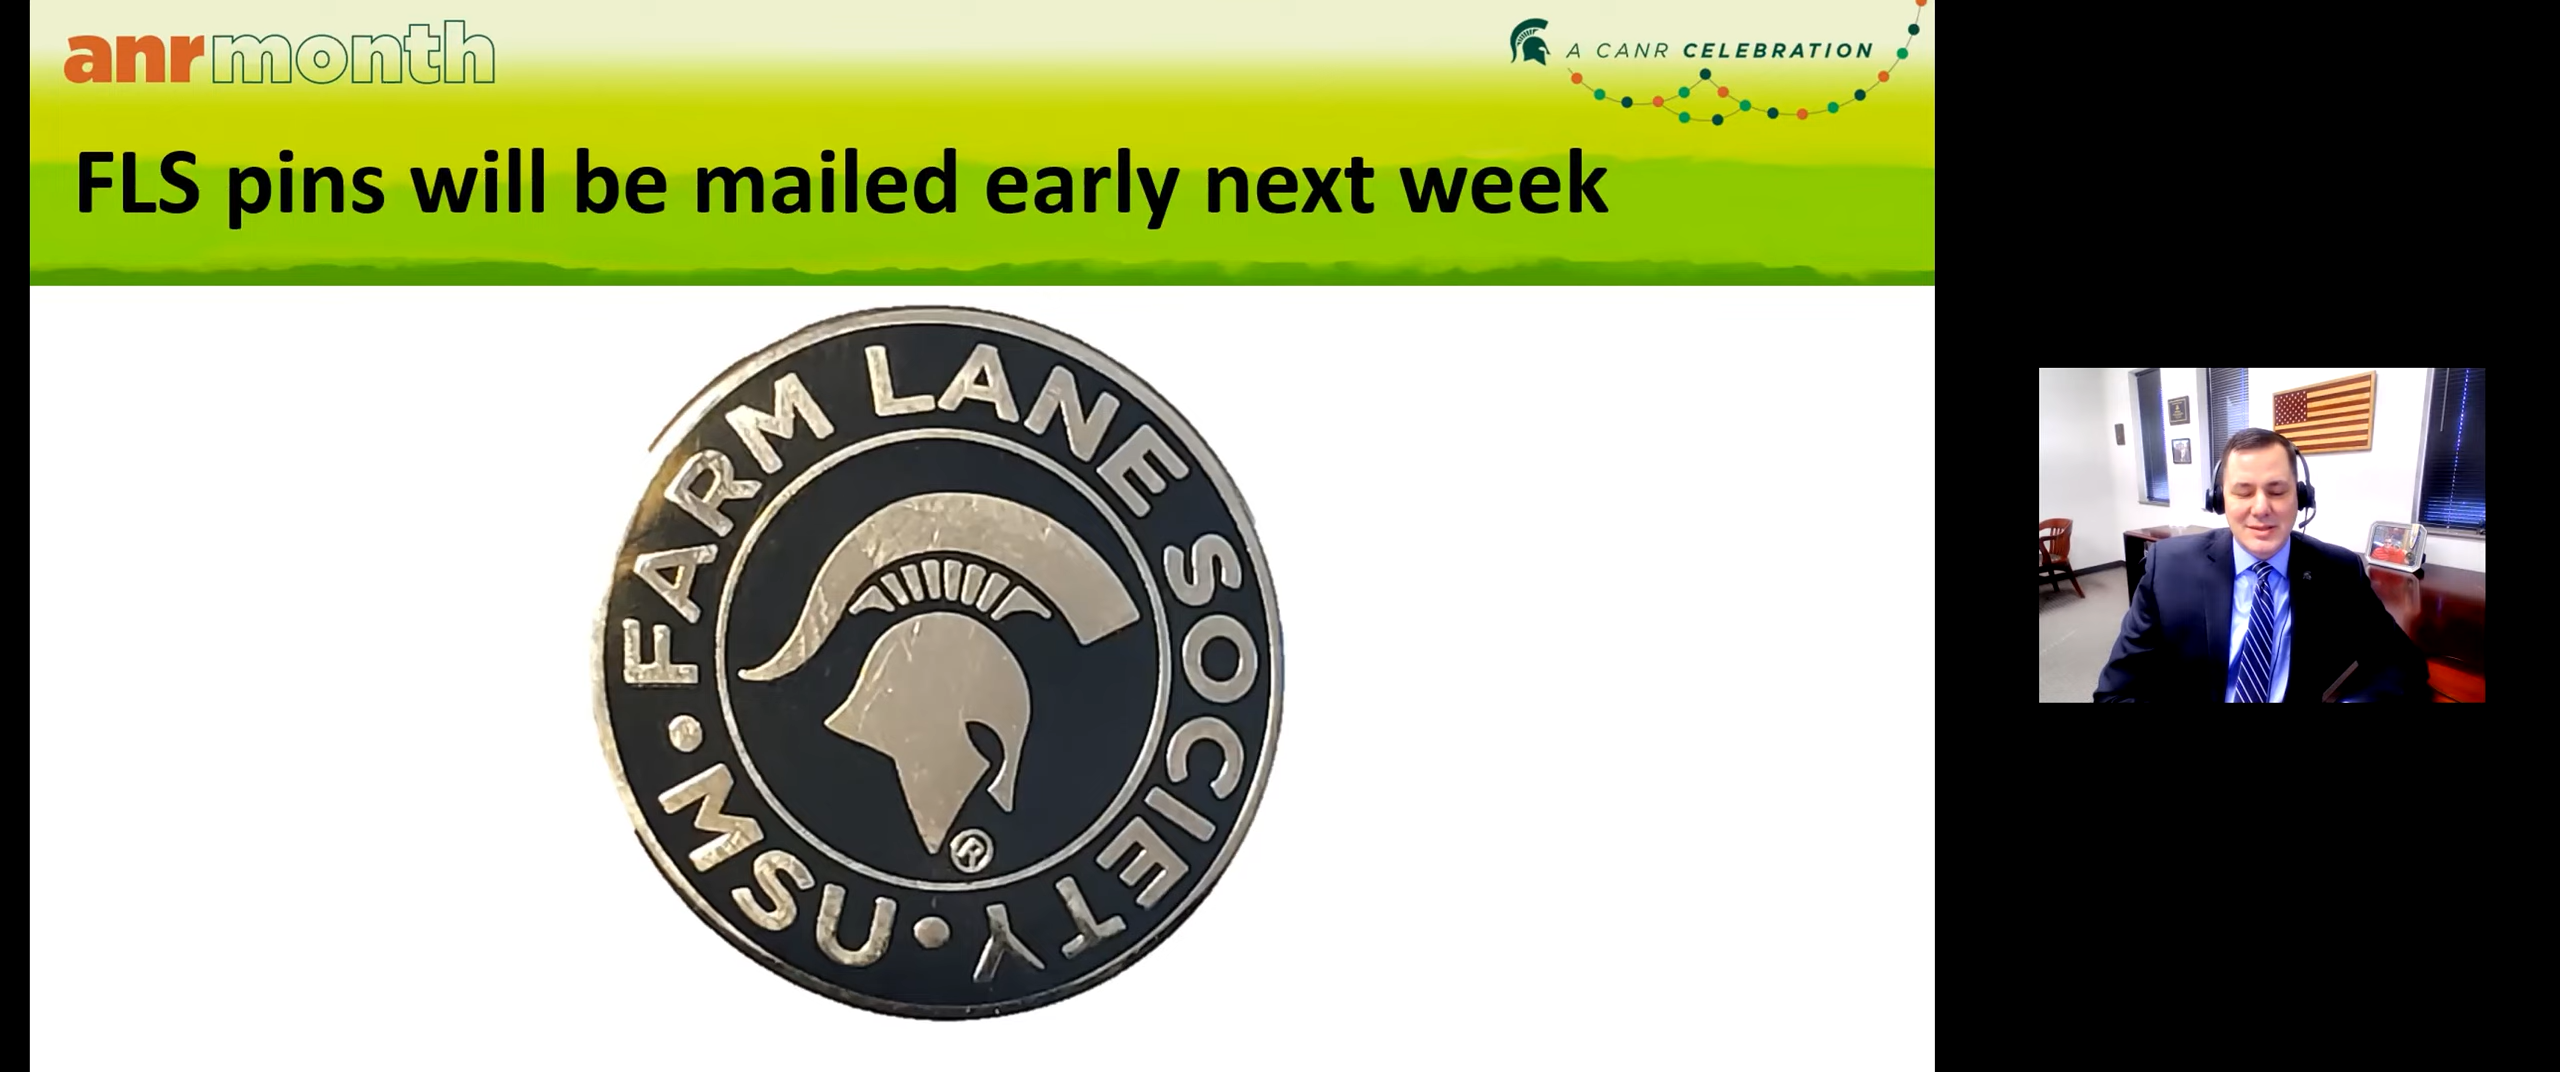 anrmonth
A CANR CELEBRATION
FLS pins will be mailed early next week
FARM LANE SOCIETY • MSU •
®